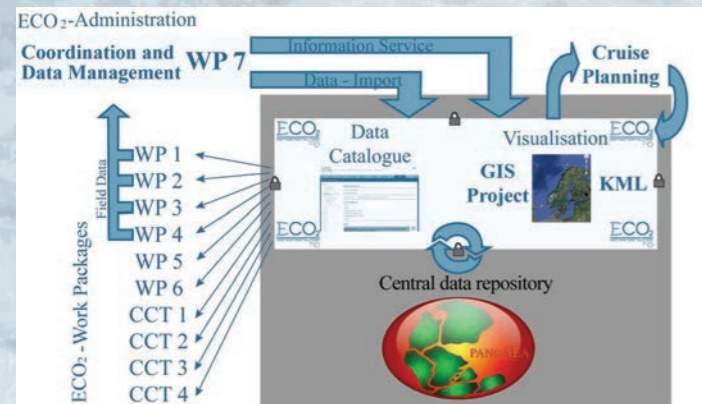 ECO₂-Administration
Coordination and
Data Management
WP 7
Information Service
Data - Import
Cruise
Planning
ECO₂
ECO₂
Data
Catalogue
Visualisation
GIS
Project
KML
ECO₂
ECO₂
Field Data
WP 1
WP 2
WP 3
WP 4
WP 5
WP 6
CCT 1
CCT 2
CCT 3
CCT 4
ECO₂-Work Packages
Central data repository
PANGAEA